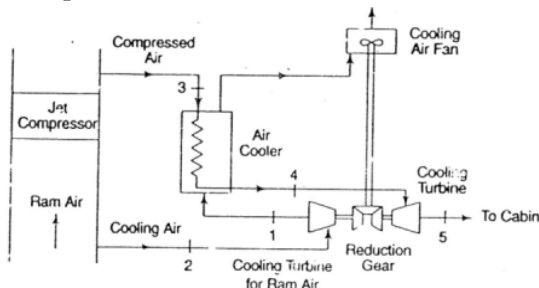 Compressed
Air
Cooling
Air Fan
3
Jet
Compressor
Air
Cooler
4
Cooling
Turbine
Ram Air
Cooling Air
1
5
To Cabin
2
Cooling Turbine
for Ram Air
Reduction
Gear